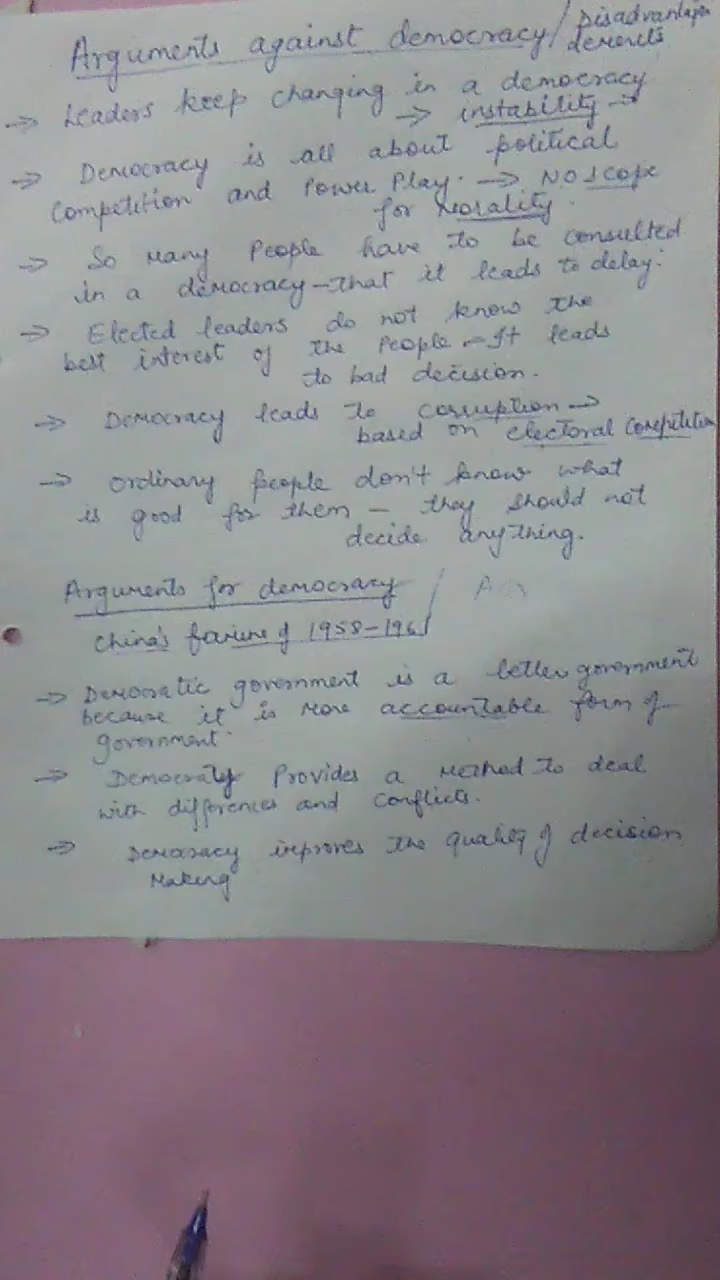 Arguments against democracy / Disadvantages
demerits
→ Leaders keep changing in a democracy
→ instability →
→ Democracy is all about political
Competition and Power Play. → NO scope
for Morality.
→ So many People have to be consulted
in a democracy - that it leads to delay.
→ Elected leaders do not know the
best interest of the People - It leads
to bad decision.
→ Democracy leads to corruption →
based on electoral competition
→ Ordinary people don't know what
is good for them - they should not
decide anything.
Arguments for democracy /
China's famine of 1958-1961
→ Democratic government is a better government
because it is more accountable form of
government.
→ Democracy Provides a method to deal
with differences and conflicts.
→ Democracy improves the quality of decision
Making